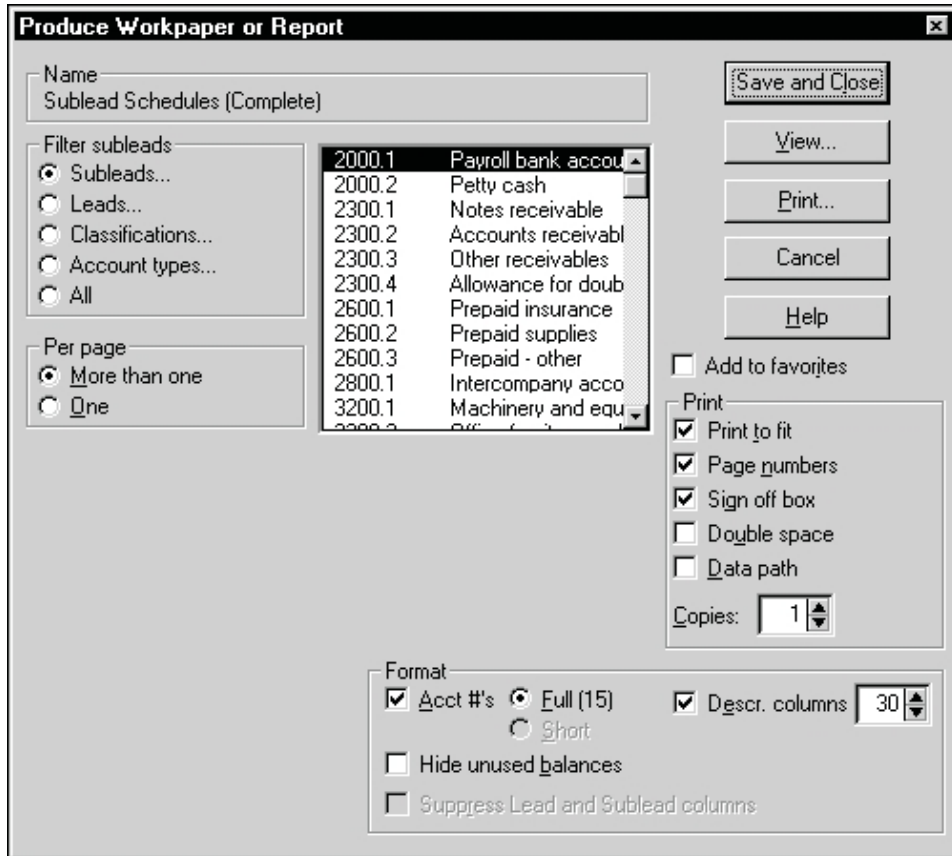 Produce Workpaper or Report
Name
Sublead Schedules (Complete)
Filter subleads
Subleads...
Leads...
Classifications...
Account types...
All
Per page
More than one
One
2000.1 Payroll bank accou
2000.2 Petty cash
2300.1 Notes receivable
2300.2 Accounts receivabl
2300.3 Other receivables
2300.4 Allowance for doub
2600.1 Prepaid insurance
2600.2 Prepaid supplies
2600.3 Prepaid - other
2800.1 Intercompany acco
3200.1 Machinery and equ
Save and Close
View...
Print...
Cancel
Help
Add to favorites
Print
Print to fit
Page numbers
Sign off box
Double space
Data path
Copies: 1
Format
Acct #'s Full (15) Descr. columns 30
Short
Hide unused balances
Suppress Lead and Sublead columns